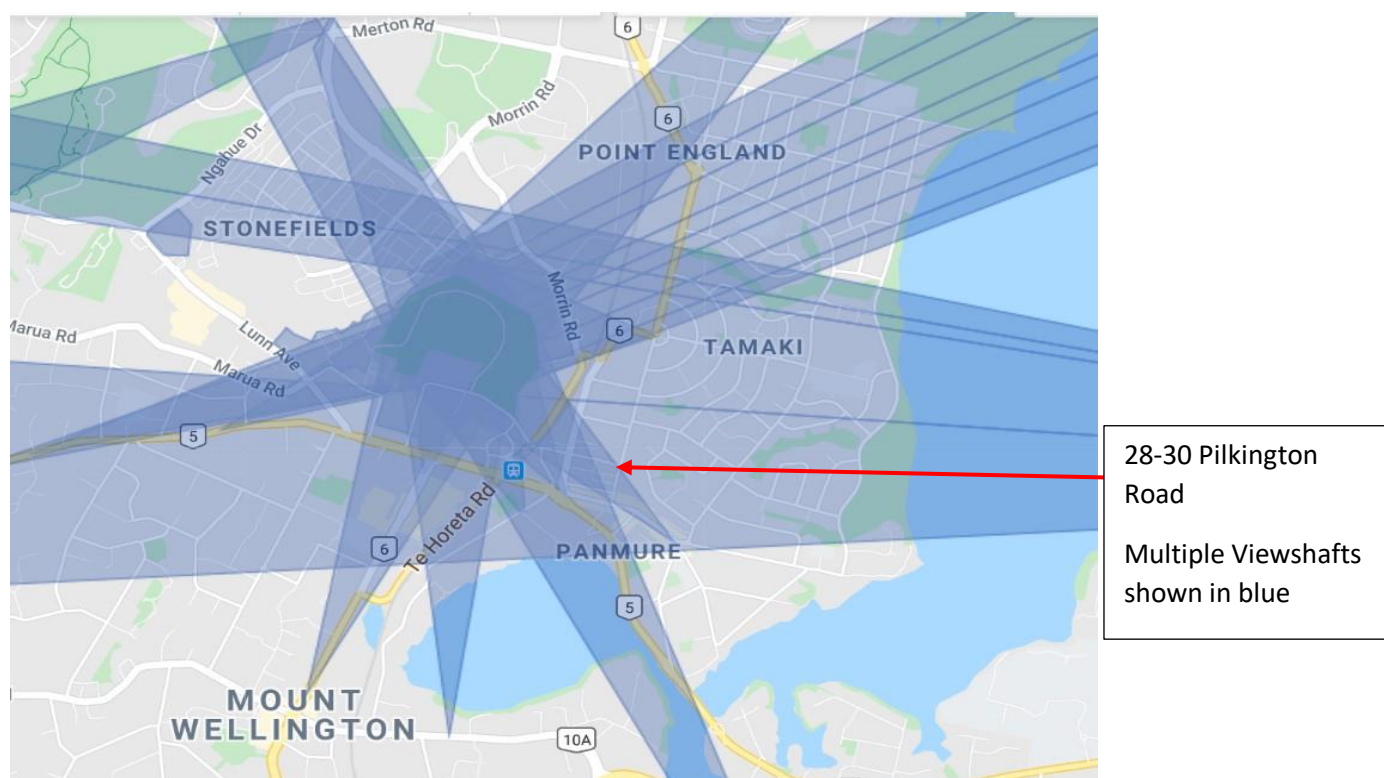 6
Merton Rd
Morrin Rd
6
POINT ENGLAND
Ngahue Dr
STONEFIELDS
Morrin Rd
6
Marua Rd
Lunn Ave
TAMAKI
Marua Rd
5
28-30 Pilkington
Road
Multiple Viewshafts
shown in blue
Te Horeta Rd
6
PANMURE
5
MOUNT
WELLINGTON
10A